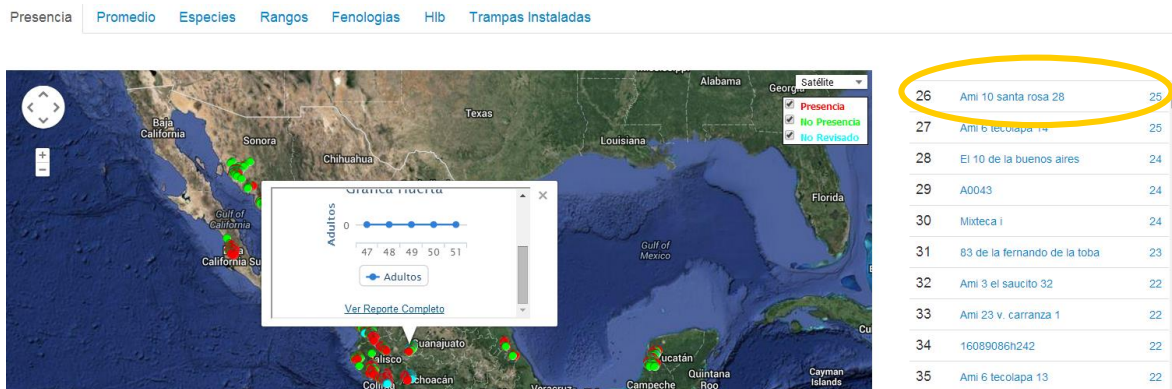 Presencia Promedio Especies Rangos Fenologias Hlb Trampas Instaladas
Satélite
Presencia
No Presencia
No Revisado
Alabama
Texas
Louisiana
Baja
California
Sonora
Chihuahua
Florida
Gulf of
California
California Su
Gulf of
Mexico
Gráfica Huerta
Adultos
0
47 48 49 50 51
Adultos
Ver Reporte Completo
Guanajuato
Jalisco
Yucatán
Quintana
Roo
Campeche
Cayman
Islands
Veracruz
26 Ami 10 santa rosa 28 25
27 Ami 6 tecolapa 14 25
28 El 10 de la buenos aires 24
29 A0043 24
30 Mixteca i 24
31 83 de la fernando de la toba 23
32 Ami 3 el saucito 32 22
33 Ami 23 v. carranza 1 22
34 16089086h242 22
35 Ami 6 tecolapa 13 22